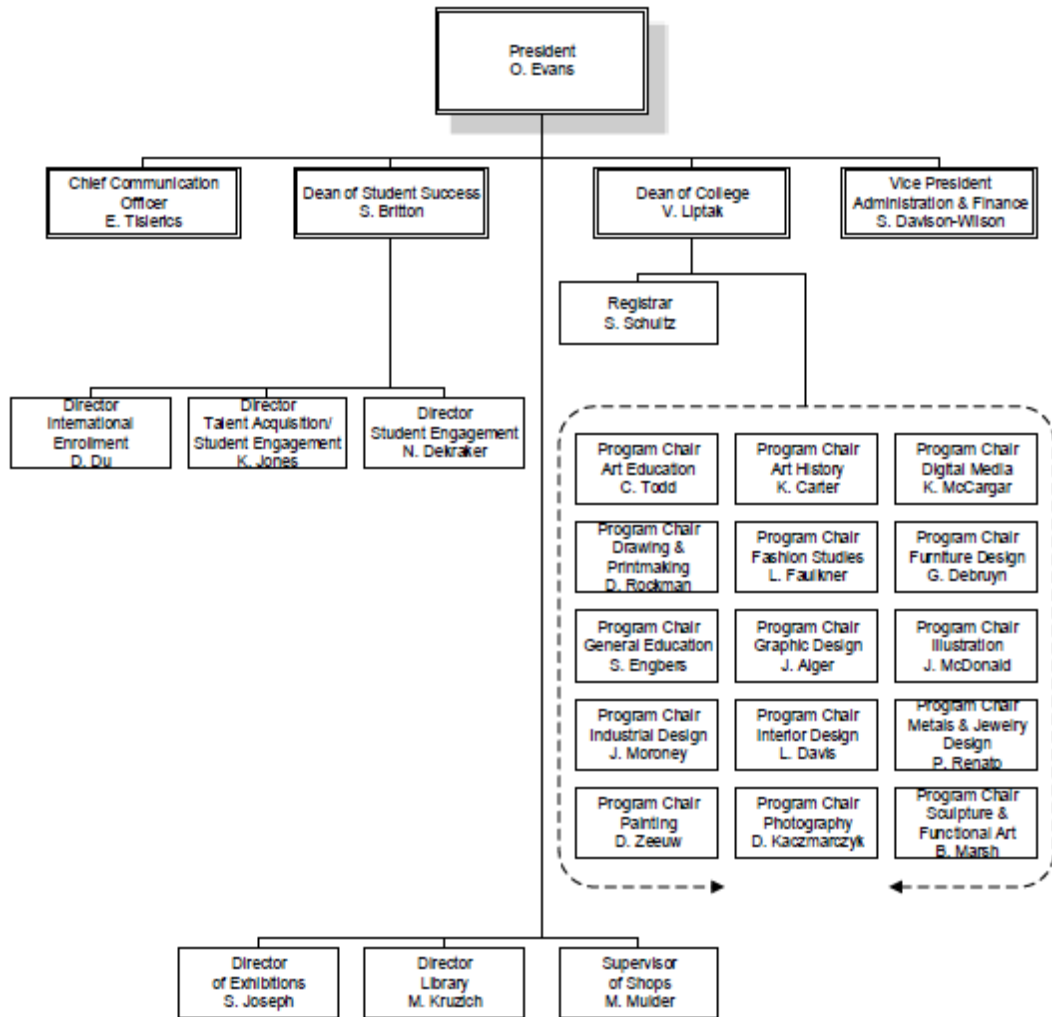 President
O. Evans
Chief Communication
Officer
E. Tislerics
Dean of Student Success
S. Britton
Dean of College
V. Liptak
Vice President
Administration & Finance
S. Davison-Wilson
Registrar
S. Schultz
Director
International
Enrollment
D. Du
Director
Talent Acquisition/
Student Engagement
K. Jones
Director
Student Engagement
N. Dekraker
Program Chair
Art Education
C. Todd
Program Chair
Art History
K. Carter
Program Chair
Digital Media
K. McCargar
Program Chair
Drawing &
Printmaking
D. Rockman
Program Chair
Fashion Studies
L. Faulkner
Program Chair
Furniture Design
G. Debruyn
Program Chair
General Education
S. Engbers
Program Chair
Graphic Design
J. Alger
Program Chair
Illustration
J. McDonald
Program Chair
Industrial Design
J. Moroney
Program Chair
Interior Design
L. Davis
Program Chair
Metals & Jewelry
Design
P. Renato
Program Chair
Painting
D. Zeeuw
Program Chair
Photography
D. Kaczmarczyk
Program Chair
Sculpture &
Functional Art
B. Marsh
Director
of Exhibitions
S. Joseph
Director
Library
M. Kruzich
Supervisor
of Shops
M. Mulder